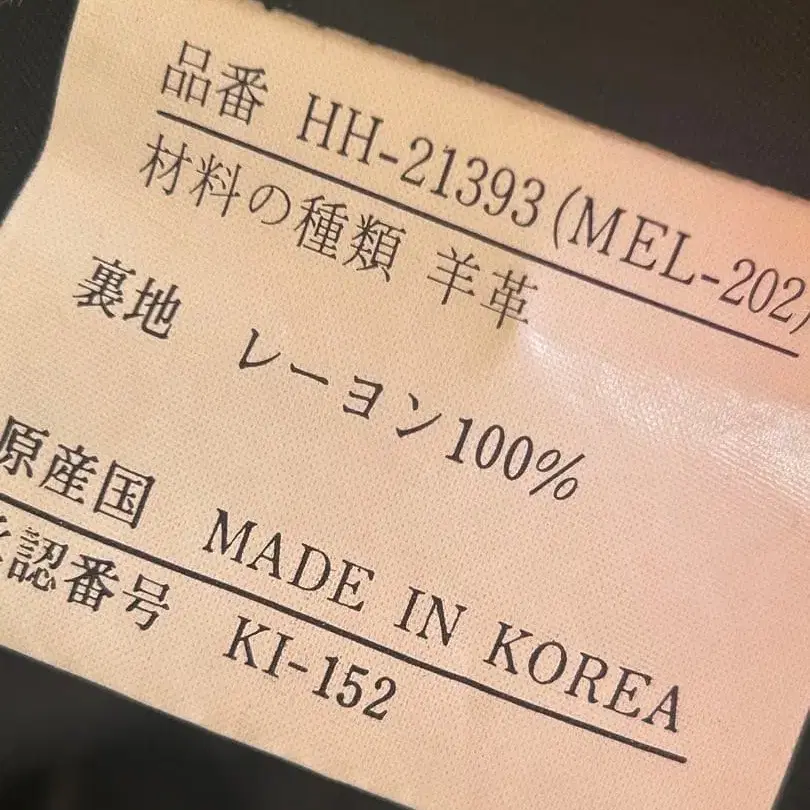 品番 HH-21393(MEL-202)
材料の種類 羊革
裏地 レーヨン100%
原産国 MADE IN KOREA
承認番号 KI-152